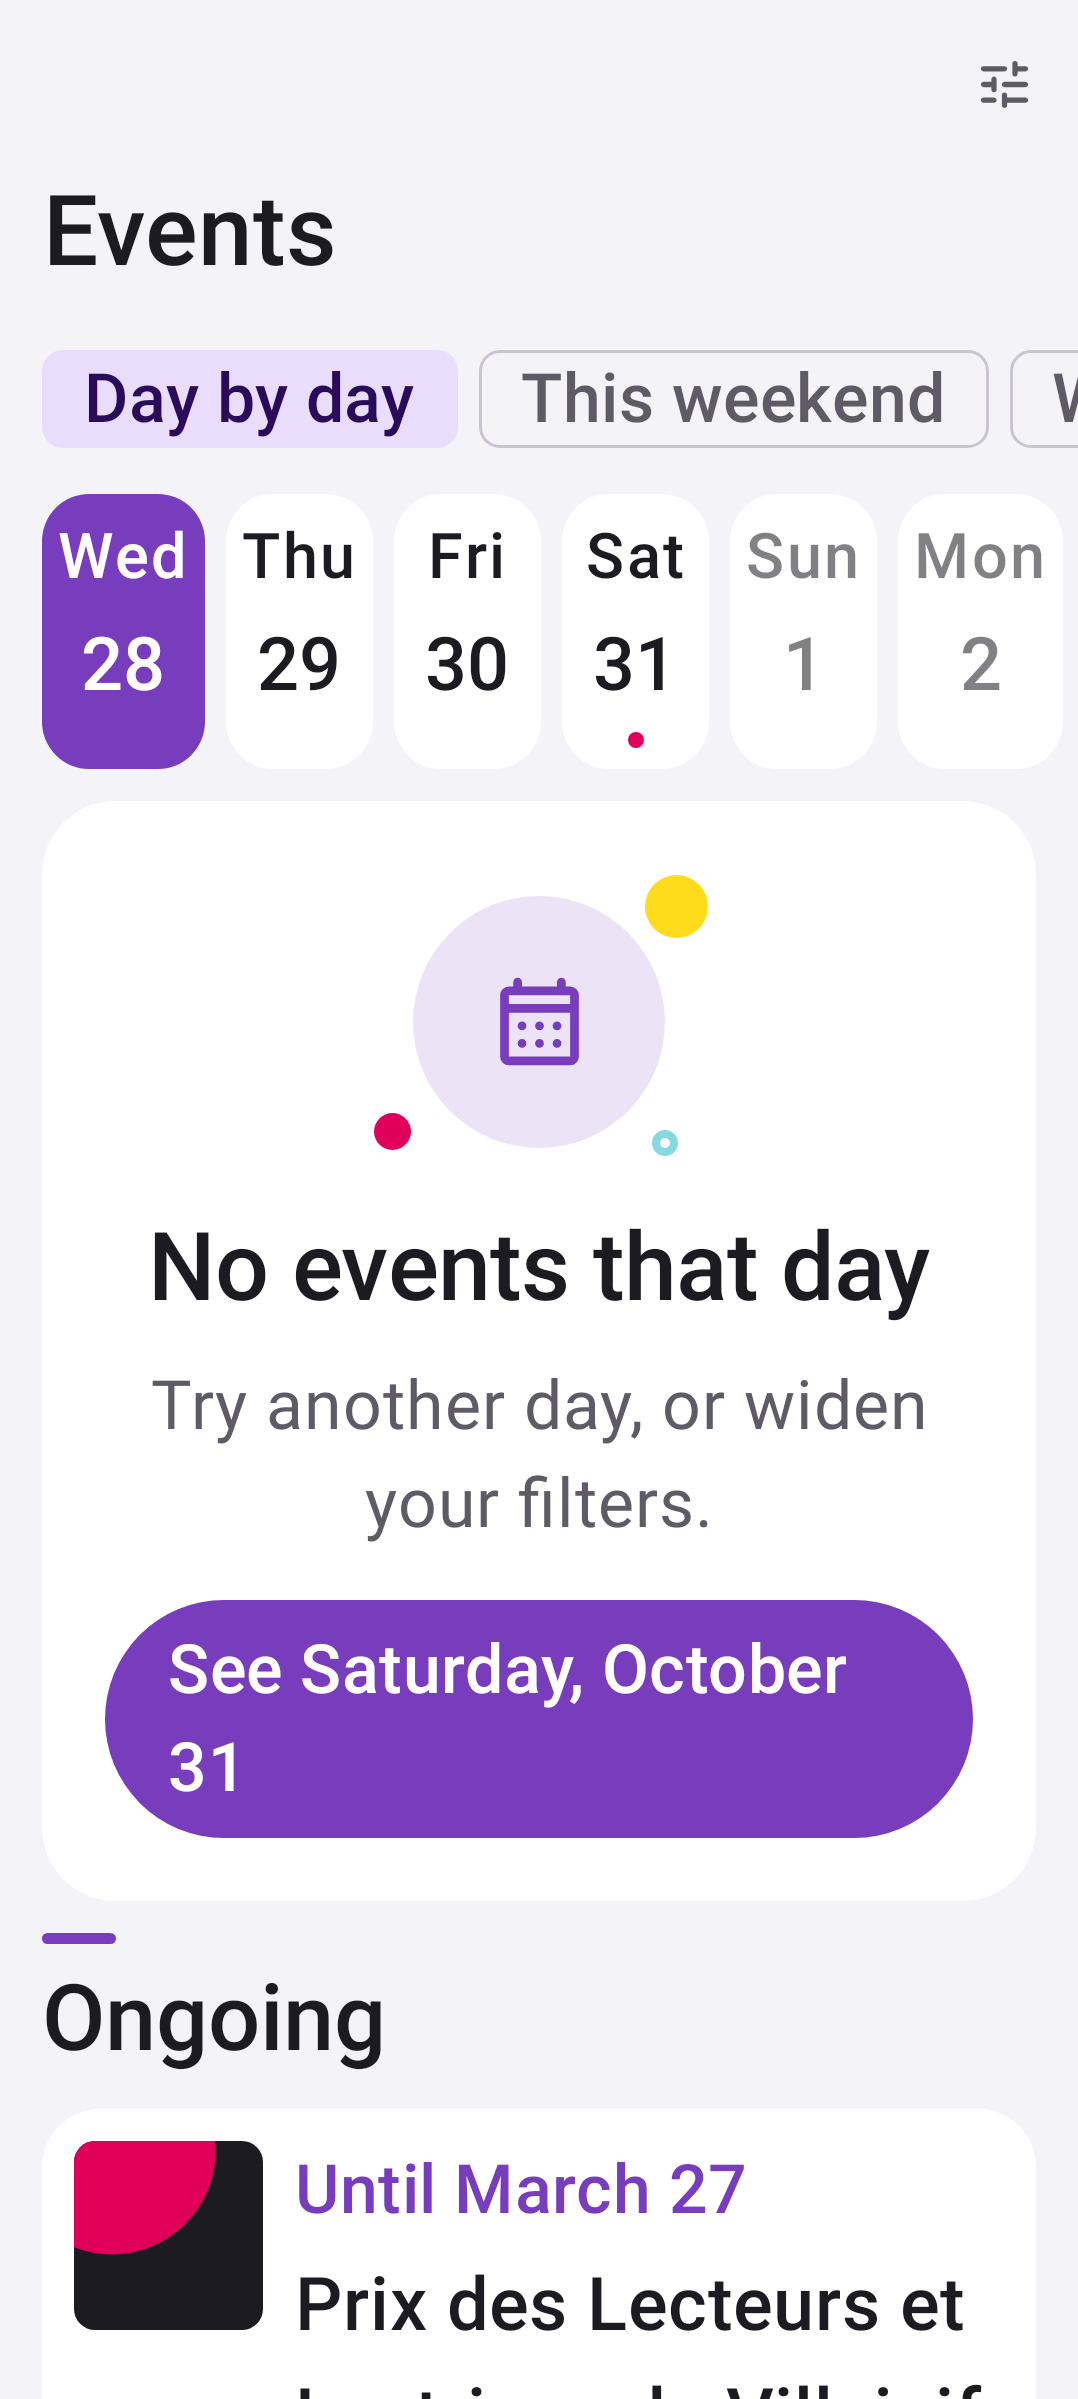 Events
Day by day
This weekend
Wed Thu Fri Sat Sun Mon
28 29 30 31 1 2
No events that day
Try another day, or widen
your filters.
See Saturday, October
31
Ongoing
Until March 27
Prix des Lecteurs et